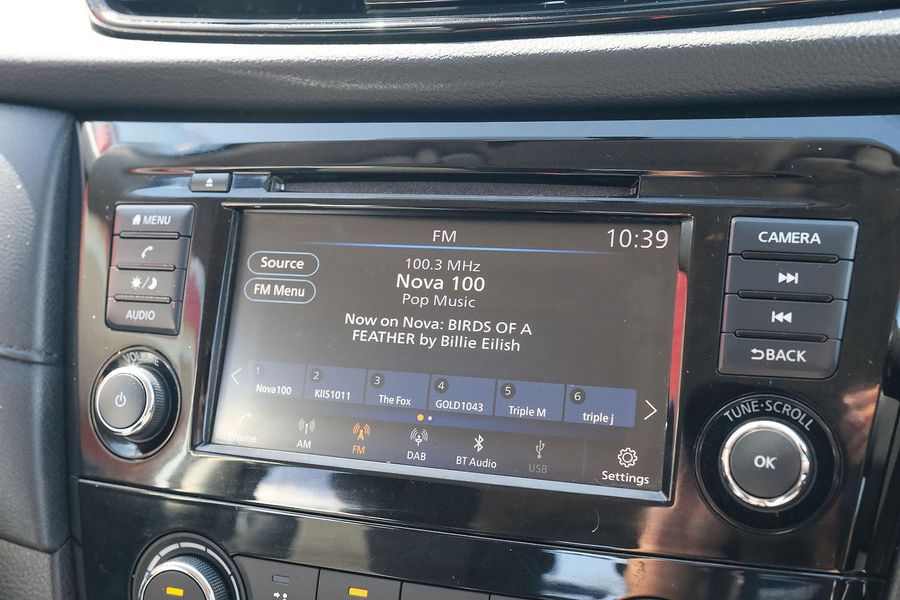 MENU
AUDIO
VOLUME
FM
10:39
Source
FM Menu
100.3 MHz
Nova 100
Pop Music
Now on Nova: BIRDS OF A
FEATHER by Billie Eilish
1 Nova100
2 KIIS1011
3 The Fox
4 GOLD1043
5 Triple M
6 triple j
Phone
AM
FM
DAB
BT Audio
USB
Settings
CAMERA
BACK
TUNE·SCROLL
OK